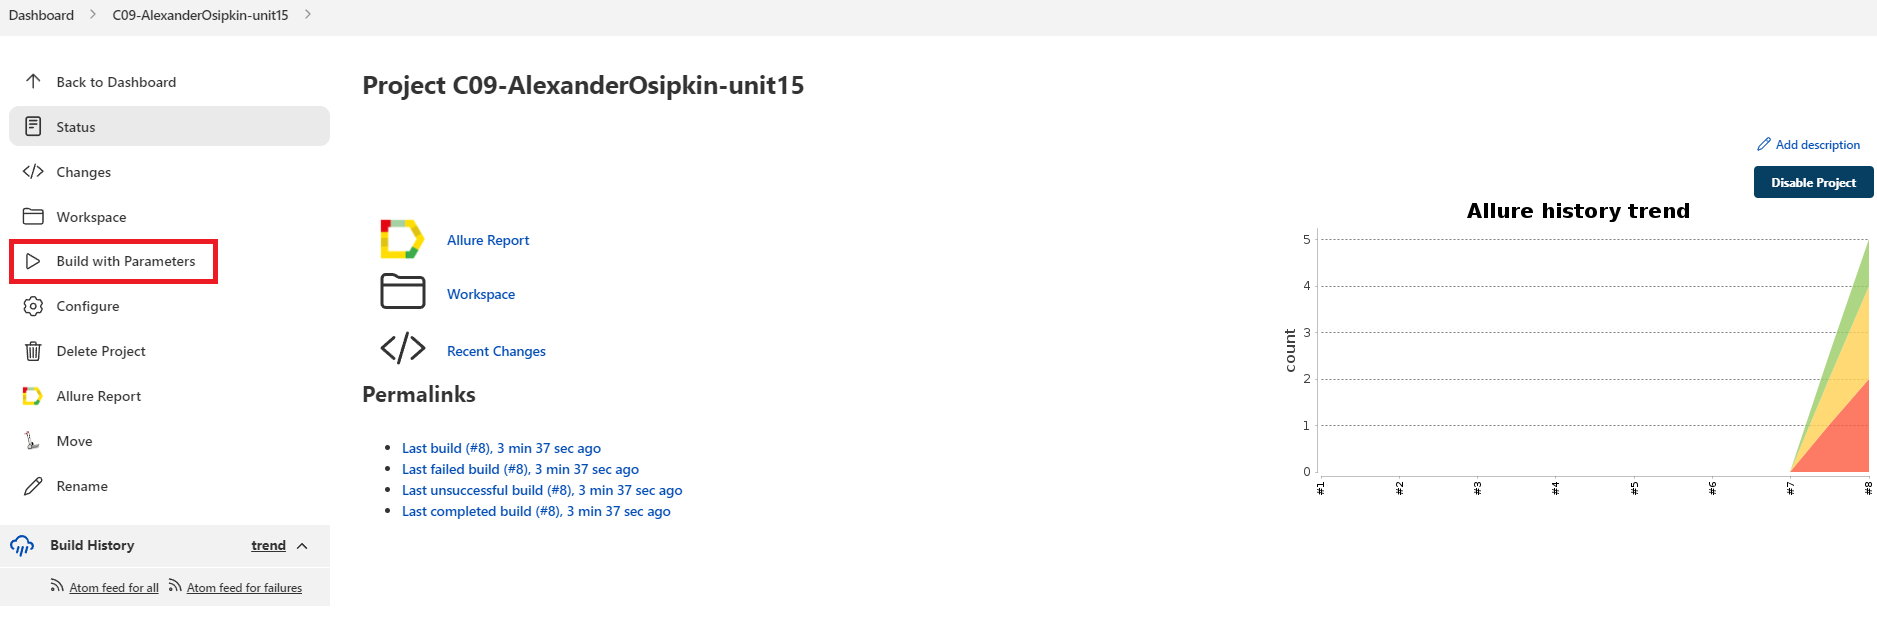 Dashboard
C09-AlexanderOsipkin-unit15
Back to Dashboard
Status
Changes
Workspace
Build with Parameters
Configure
Delete Project
Allure Report
Move
Rename
Build History
trend
Atom feed for all
Atom feed for failures
Project C09-AlexanderOsipkin-unit15
Add description
Disable Project
Allure Report
Workspace
Recent Changes
Permalinks
Last build (#8), 3 min 37 sec ago
Last failed build (#8), 3 min 37 sec ago
Last unsuccessful build (#8), 3 min 37 sec ago
Last completed build (#8), 3 min 37 sec ago
Allure history trend
count
5
4
3
2
1
0
#1
#2
#3
#4
#5
#6
#7
#8